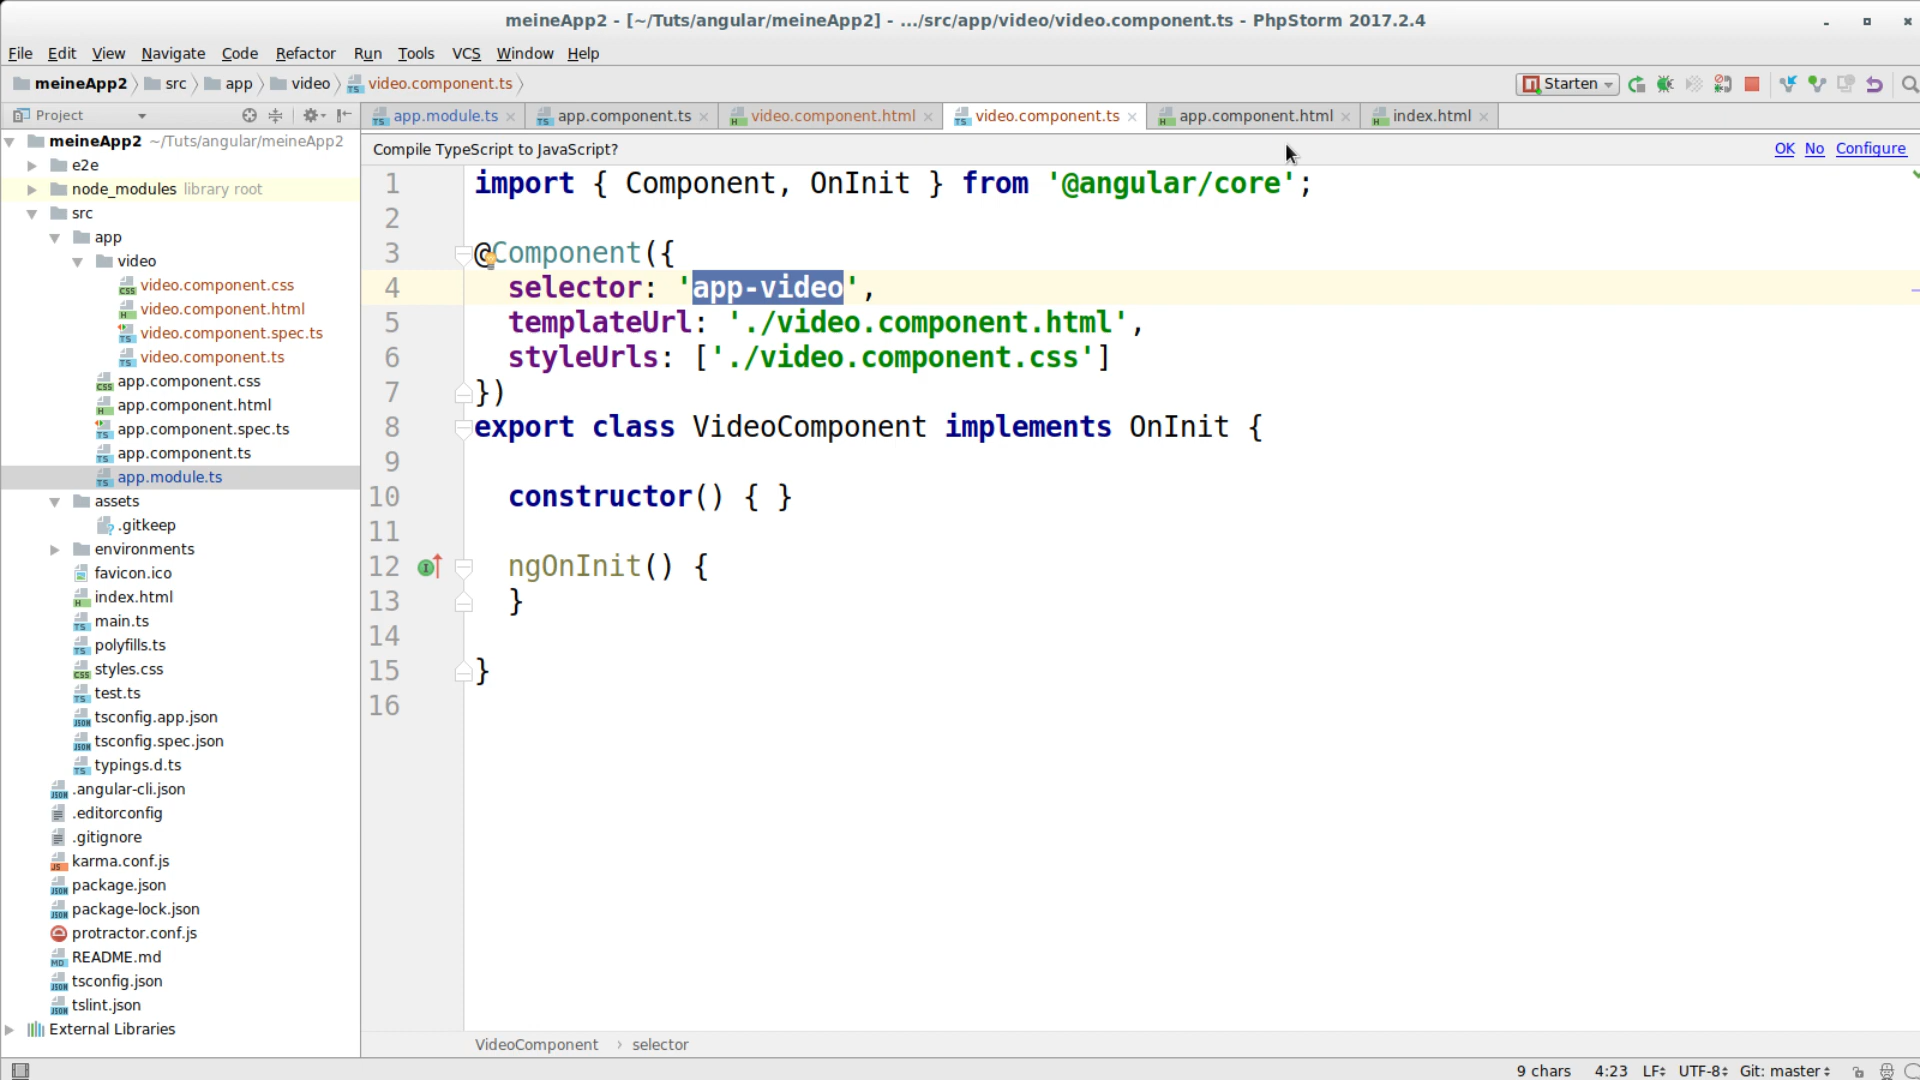 meineApp2 - [~/Tuts/angular/meineApp2] - .../src/app/video/video.component.ts - PhpStorm 2017.2.4
File Edit View Navigate Code Refactor Run Tools VCS Window Help
meineApp2 src app video video.component.ts Starten
Project
app.module.ts app.component.ts video.component.html video.component.ts app.component.html index.html
Compile TypeScript to JavaScript? OK No Configure
meineApp2 ~/Tuts/angular/meineApp2
e2e
node_modules library root
src
app
video
video.component.css
video.component.html
video.component.spec.ts
video.component.ts
app.component.css
app.component.html
app.component.spec.ts
app.component.ts
app.module.ts
assets
.gitkeep
environments
favicon.ico
index.html
main.ts
polyfills.ts
styles.css
test.ts
tsconfig.app.json
tsconfig.spec.json
typings.d.ts
.angular-cli.json
.editorconfig
.gitignore
karma.conf.js
package.json
package-lock.json
protractor.conf.js
README.md
tsconfig.json
tslint.json
External Libraries
1 import { Component, OnInit } from '@angular/core';
2
3 @Component({
4 selector: 'app-video',
5 templateUrl: './video.component.html',
6 styleUrls: ['./video.component.css']
7 })
8 export class VideoComponent implements OnInit {
9
10 constructor() { }
11
12 ngOnInit() {
13 }
14
15 }
16
VideoComponent › selector
9 chars 4:23 LF UTF-8 Git: master